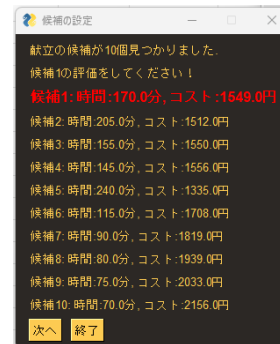 候補の設定
献立の候補が10個見つかりました.
候補1の評価をしてください！
候補1: 時間:170.0分, コスト:1549.0円
候補2: 時間:205.0分, コスト:1512.0円
候補3: 時間:155.0分, コスト:1550.0円
候補4: 時間:145.0分, コスト:1556.0円
候補5: 時間:240.0分, コスト:1335.0円
候補6: 時間:115.0分, コスト:1708.0円
候補7: 時間:90.0分, コスト:1819.0円
候補8: 時間:80.0分, コスト:1939.0円
候補9: 時間:75.0分, コスト:2033.0円
候補10: 時間:70.0分, コスト:2156.0円
次へ 終了